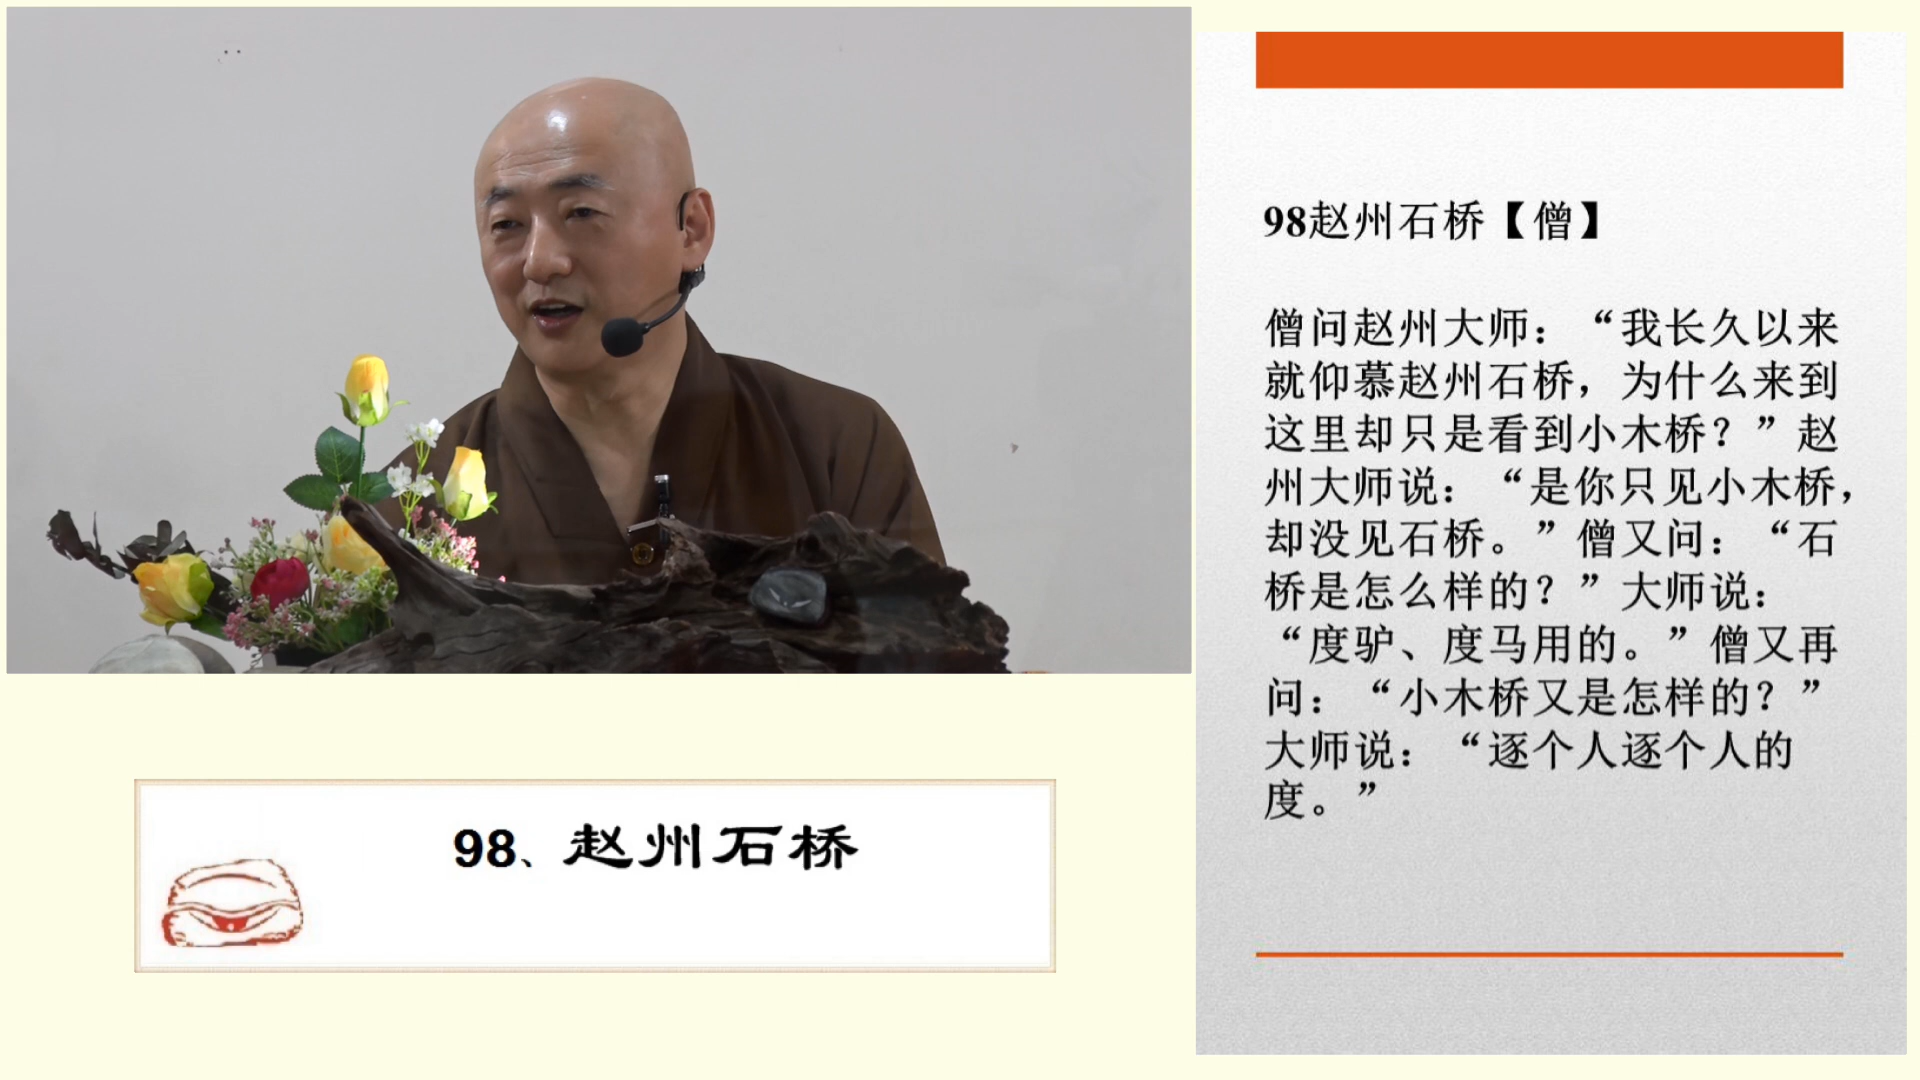 98赵州石桥【僧】
僧问赵州大师：“我长久以来
就仰慕赵州石桥，为什么来到
这里却只是看到小木桥？”赵
州大师说：“是你只见小木桥，
却没见石桥。”僧又问：“石
桥是怎么样的？”大师说：
“度驴、度马用的。”僧又再
问：“小木桥又是怎样的？”
大师说：“逐个人逐个人的
度。”
98、赵州石桥